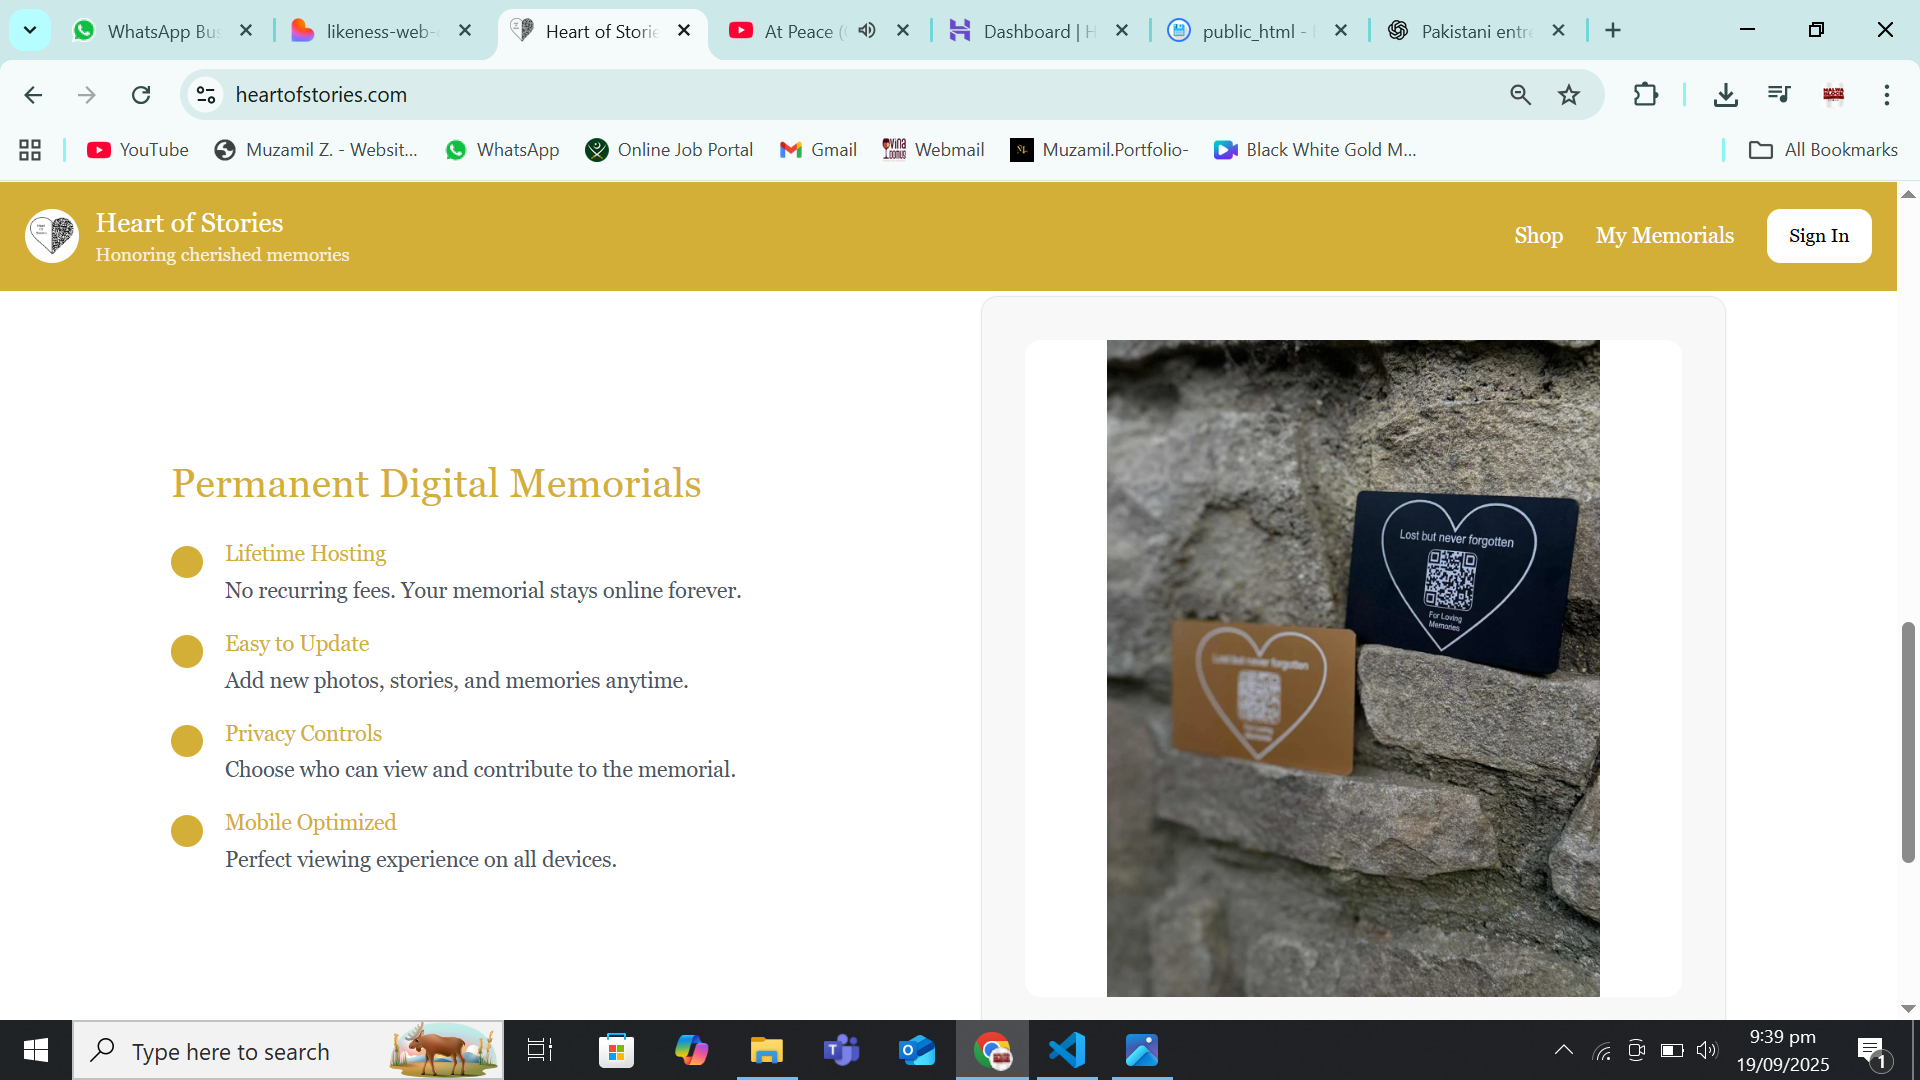 WhatsApp Bus
likeness-web-
Heart of Storie
At Peace (
Dashboard | H
public_html -
Pakistani entre
heartofstories.com
YouTube
Muzamil Z. - Websit...
WhatsApp
Online Job Portal
Gmail
Webmail
Muzamil.Portfolio-
Black White Gold M...
All Bookmarks
Heart of Stories
Honoring cherished memories
Shop
My Memorials
Sign In
Permanent Digital Memorials
Lifetime Hosting
No recurring fees. Your memorial stays online forever.
Easy to Update
Add new photos, stories, and memories anytime.
Privacy Controls
Choose who can view and contribute to the memorial.
Mobile Optimized
Perfect viewing experience on all devices.
Lost but never forgotten
For Loving
Memories
Lost but never forgotten
Type here to search
9:39 pm
19/09/2025
1